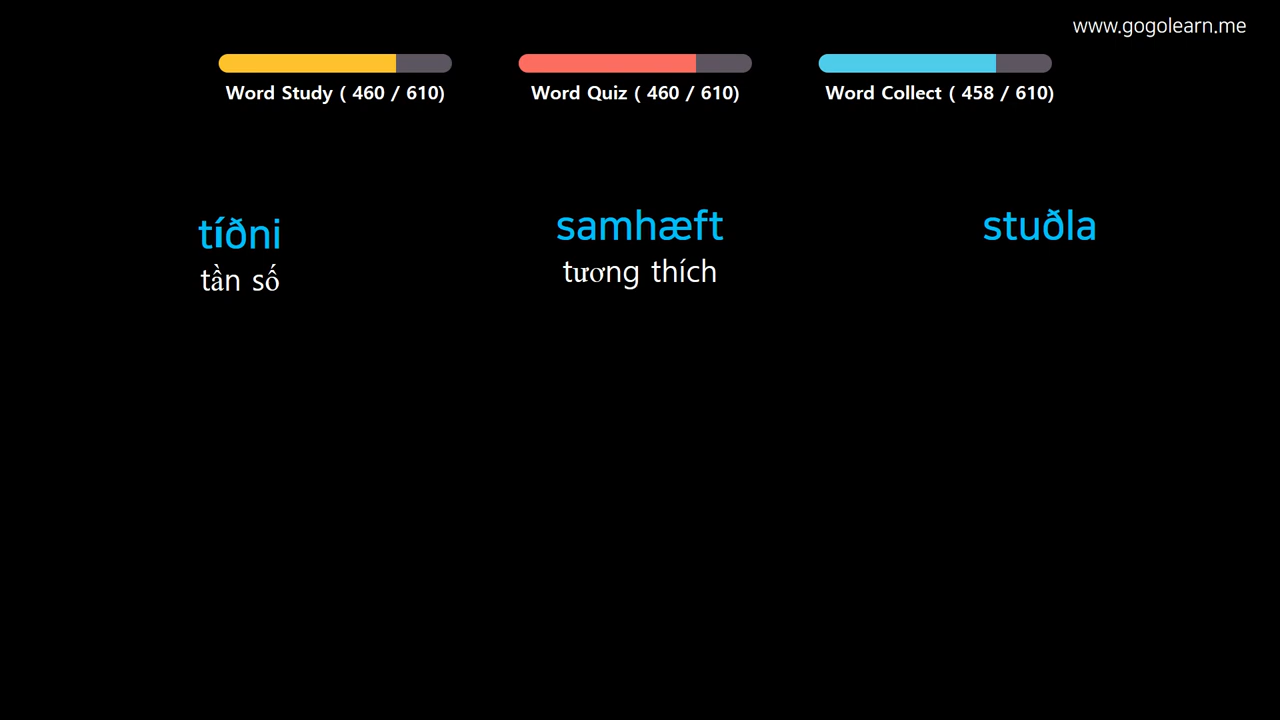 www.gogolearn.me
Word Study ( 460 / 610)
Word Quiz ( 460 / 610)
Word Collect ( 458 / 610)
tíðni
tần số
samhæft
tương thích
stuðla